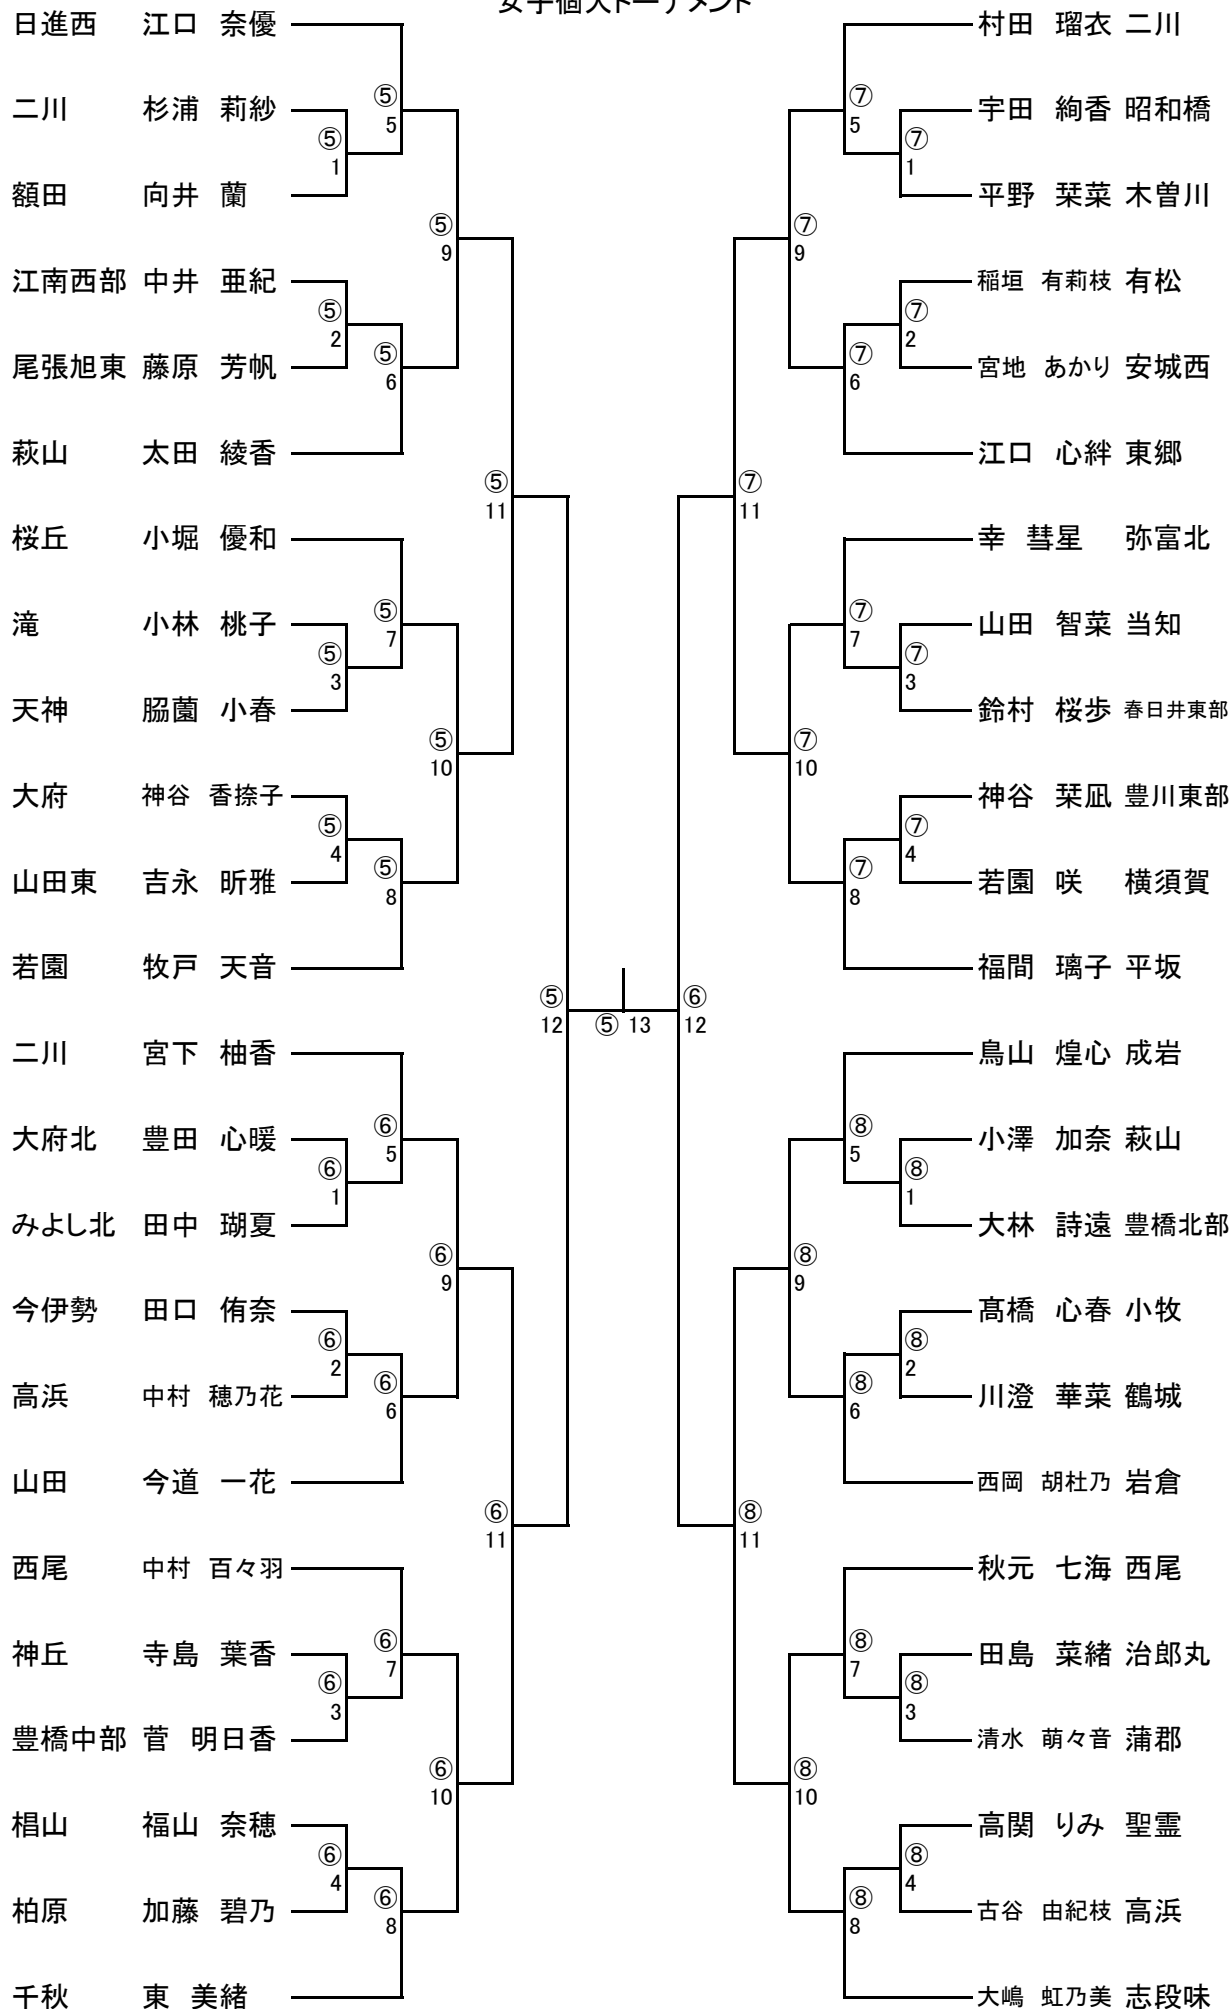 女子個人トーナメント
日進西 江口 奈優 村田 瑠衣 二川
二川 杉浦 莉紗 ⑤ 5 ⑦ 5 宇田 絢香 昭和橋
⑤ 1 ⑦ 1
額田 向井 蘭 平野 栞菜 木曽川
⑤ 9 ⑦ 9
江南西部 中井 亜紀 稲垣 有莉枝 有松
⑤ 2 ⑦ 2
尾張旭東 藤原 芳帆 ⑤ 6 ⑦ 6 宮地 あかり 安城西
萩山 太田 綾香 江口 心絆 東郷
⑤ 11 ⑦ 11
桜丘 小堀 優和 幸 彗星 弥富北
滝 小林 桃子 ⑤ 7 ⑦ 7 山田 智菜 当知
⑤ 3 ⑦ 3
天神 脇薗 小春 鈴村 桜歩 春日井東部
⑤ 10 ⑦ 10
大府 神谷 香捺子 神谷 栞凪 豊川東部
⑤ 4 ⑦ 4
山田東 吉永 昕雅 ⑤ 8 ⑦ 8 若園 咲 横須賀
若園 牧戸 天音 福間 璃子 平坂
⑤ 12 ⑤ 13 ⑥ 12
二川 宮下 柚香 鳥山 煌心 成岩
大府北 豊田 心暖 ⑥ 5 ⑧ 5 小澤 加奈 萩山
⑥ 1 ⑧ 1
みよし北 田中 瑚夏 大林 詩遠 豊橋北部
⑥ 9 ⑧ 9
今伊勢 田口 侑奈 髙橋 心春 小牧
⑥ 2 ⑧ 2
高浜 中村 穂乃花 ⑥ 6 ⑧ 6 川澄 華菜 鶴城
山田 今道 一花 西岡 胡杜乃 岩倉
⑥ 11 ⑧ 11
西尾 中村 百々羽 秋元 七海 西尾
神丘 寺島 葉香 ⑥ 7 ⑧ 7 田島 菜緒 治郎丸
⑥ 3 ⑧ 3
豊橋中部 菅 明日香 清水 萌々音 蒲郡
⑥ 10 ⑧ 10
椙山 福山 奈穂 高関 りみ 聖霊
⑥ 4 ⑧ 4
柏原 加藤 碧乃 ⑥ 8 ⑧ 8 古谷 由紀枝 高浜
千秋 東 美緒 大嶋 虹乃美 志段味